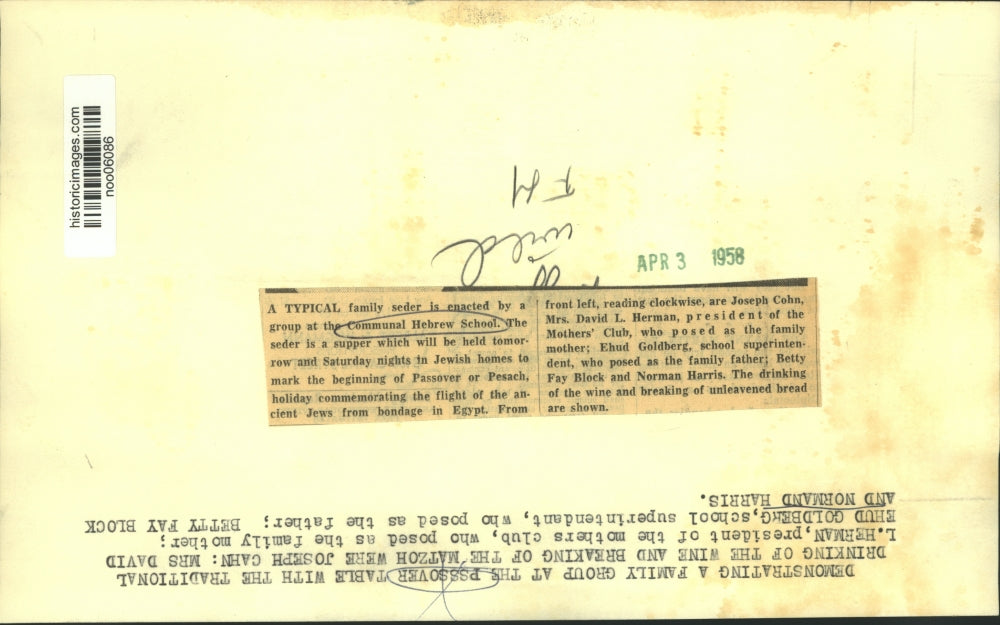 historicimages.com
noo06086
FM
APR 3 1958
A TYPICAL family seder is enacted by a
group at the Communal Hebrew School. The
seder is a supper which will be held tomor-
row and Saturday nights in Jewish homes to
mark the beginning of Passover or Pesach,
holiday commemorating the flight of the an-
cient Jews from bondage in Egypt. From
front left, reading clockwise, are Joseph Cohn,
Mrs. David L. Herman, president of the
Mothers' Club, who posed as the family
mother; Ehud Goldberg, school superinten-
dent, who posed as the family father; Betty
Fay Block and Norman Harris. The drinking
of the wine and breaking of unleavened bread
are shown.
DEMONSTRATING A FAMILY GROUP AT THE PSSSOVER TABLE WITH THE TRADITIONAL
DRINKING OF THE WINE AND BREAKING OF THE MATZOH WERE JOSEPH CAHN: MRS DAVID
L.HERMAN,president of the mothers club, who posed as the family mother;
EHUD GOLDBERG,school superintendant, who posed as the father; BETTY FAY BLOCK
AND NORMAND HARRIS.